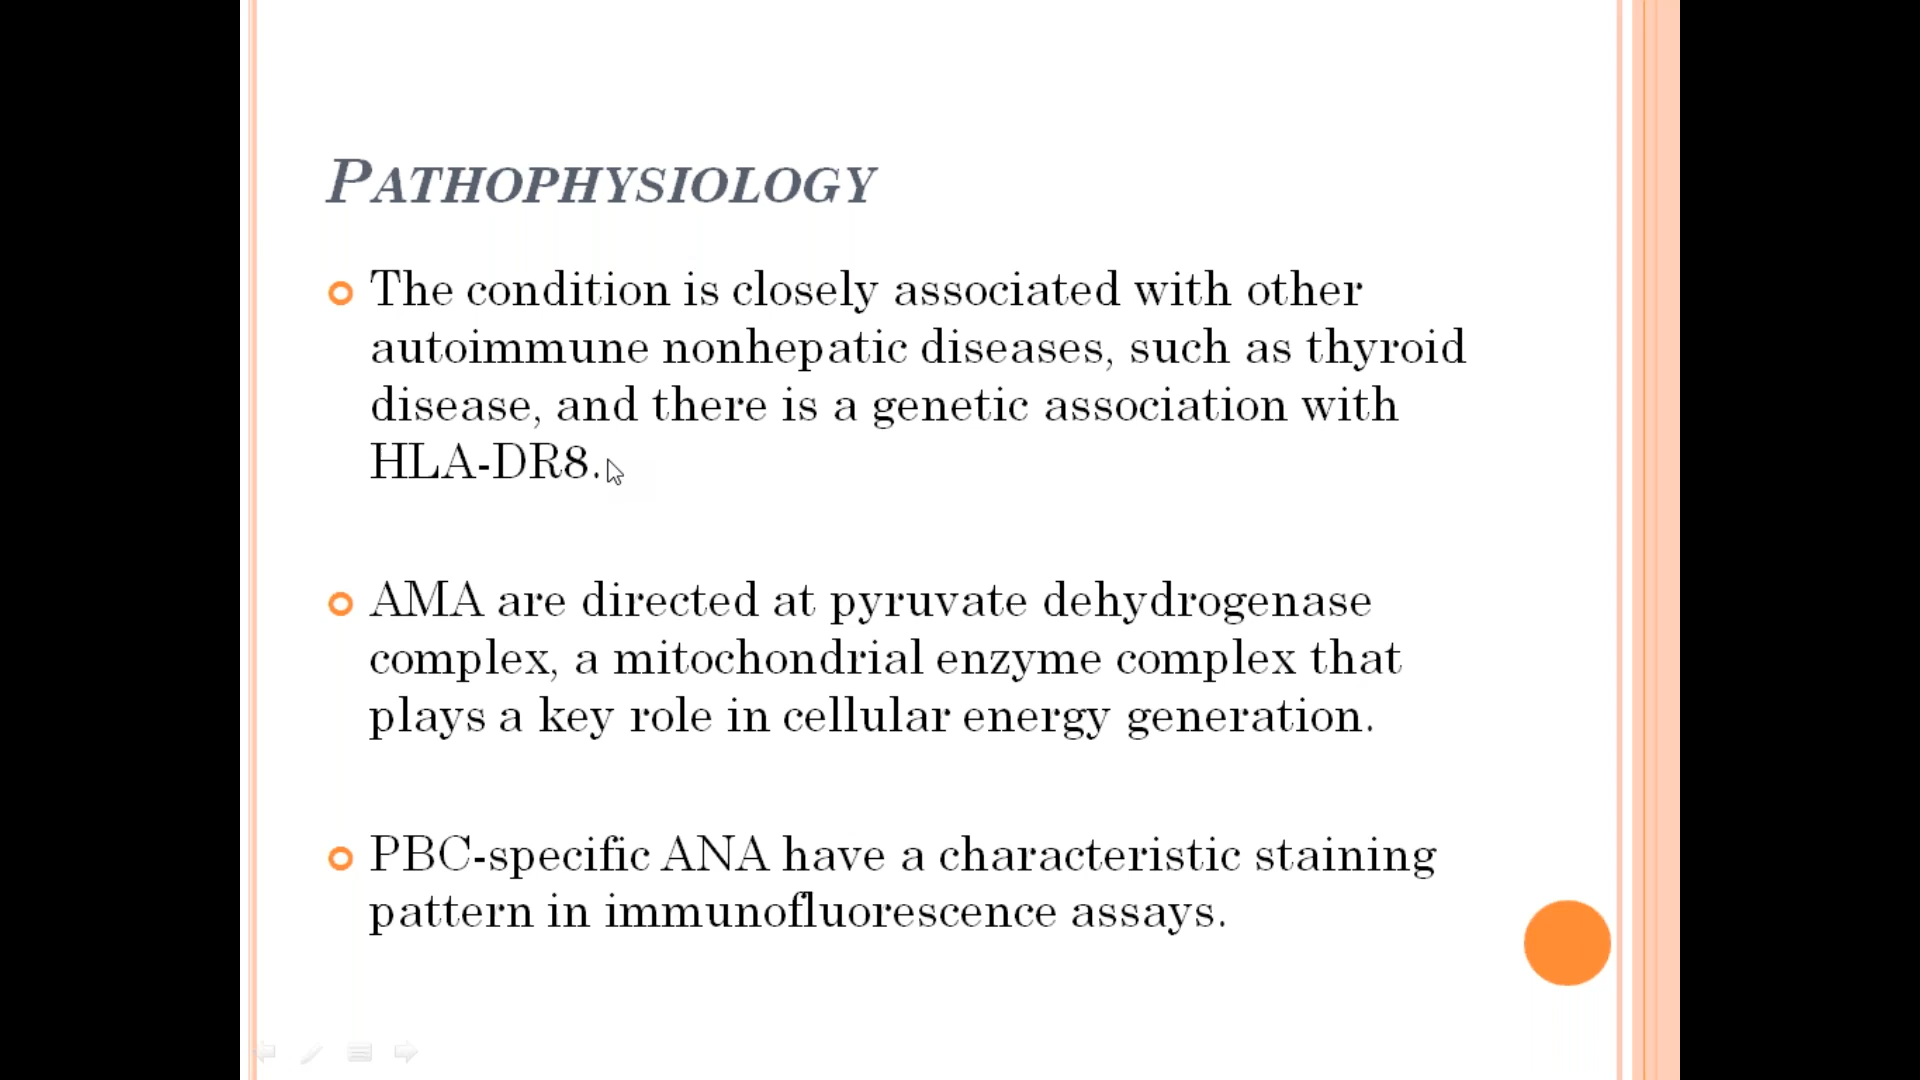 PATHOPHYSIOLOGY
The condition is closely associated with other
autoimmune nonhepatic diseases, such as thyroid
disease, and there is a genetic association with
HLA-DR8.
AMA are directed at pyruvate dehydrogenase
complex, a mitochondrial enzyme complex that
plays a key role in cellular energy generation.
PBC-specific ANA have a characteristic staining
pattern in immunofluorescence assays.